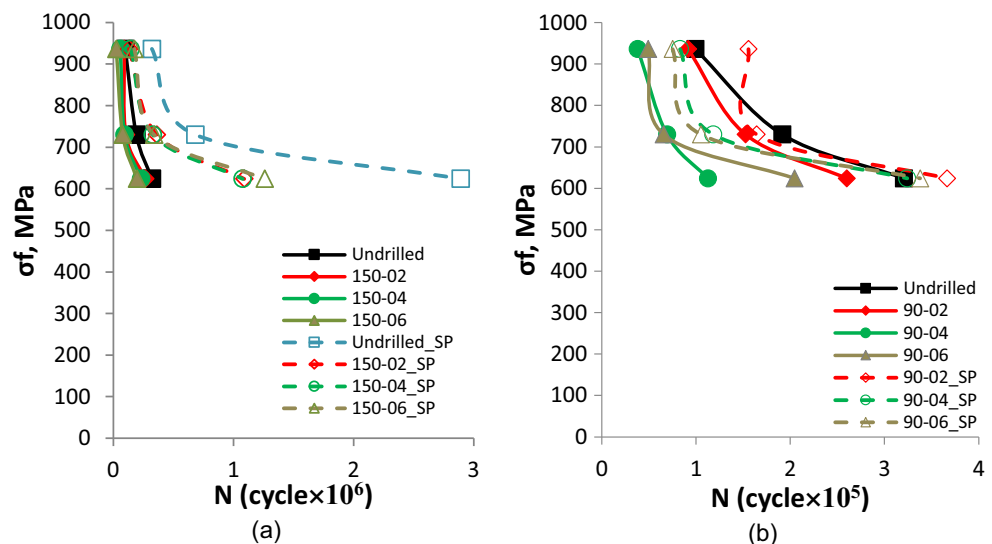 1000
900
800
700
600
500
400
300
200
100
0
σf, MPa
0
1
2
3
N (cycle×10⁶)
Undrilled
150-02
150-04
150-06
Undrilled_SP
150-02_SP
150-04_SP
150-06_SP
(a)
1000
900
800
700
600
500
400
300
200
100
0
σf, MPa
0
1
2
3
4
N (cycle×10⁵)
Undrilled
90-02
90-04
90-06
90-02_SP
90-04_SP
90-06_SP
(b)